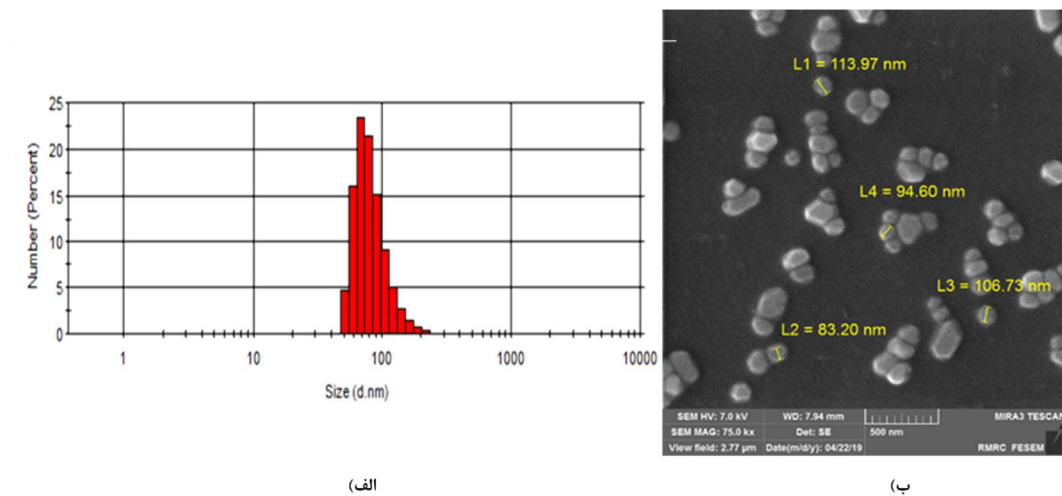 25
20
15
10
5
0
Number (Percent)
1 10 100 1000 10000
Size (d.nm)
L1 = 113.97 nm
L4 = 94.60 nm
L3 = 106.73 nm
L2 = 83.20 nm
SEM HV: 7.0 kV WD: 7.94 mm MIRA3 TESCAN
SEM MAG: 75.0 kx Det: SE 500 nm
View field: 2.77 µm Date(m/d/y): 04/22/19 RMRC FESEM
الف)
ب)